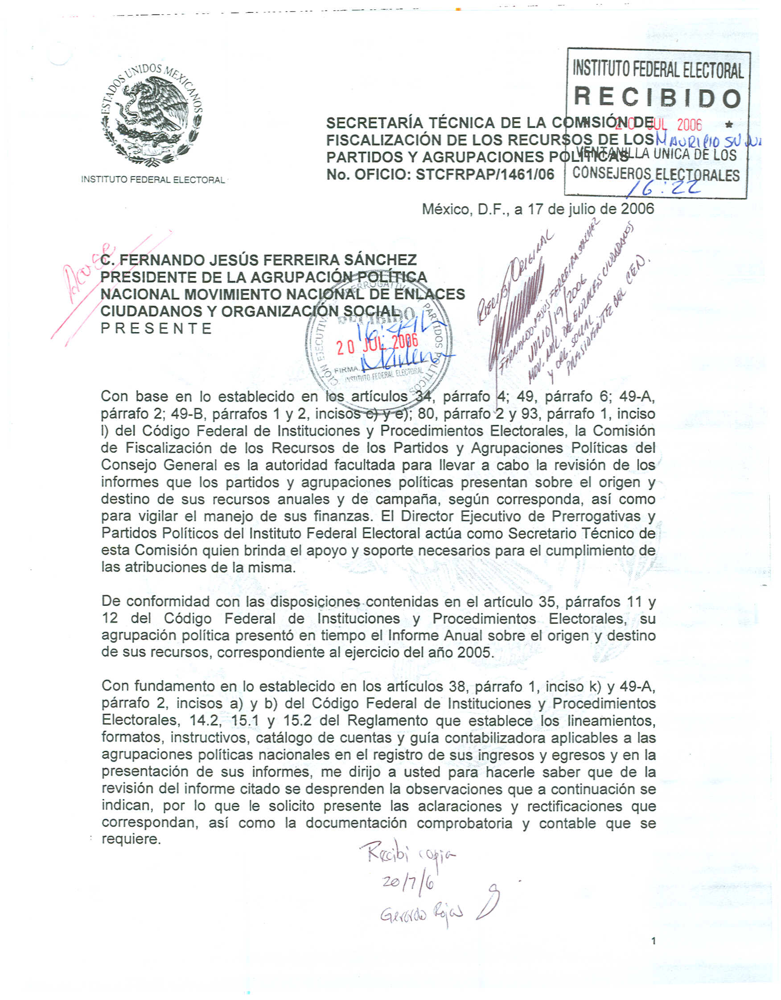 ESTADOS UNIDOS MEXICANOS
INSTITUTO FEDERAL ELECTORAL
INSTITUTO FEDERAL ELECTORAL
RECIBIDO
20 JUL 2006
MAURICIO
VENTANILLA UNICA DE LOS
CONSEJEROS ELECTORALES
16:22
SECRETARÍA TÉCNICA DE LA COMISIÓN DE
FISCALIZACIÓN DE LOS RECURSOS DE LOS
PARTIDOS Y AGRUPACIONES POLÍTICAS
No. OFICIO: STCFRPAP/1461/06
México, D.F., a 17 de julio de 2006
Acuse
C. FERNANDO JESÚS FERREIRA SÁNCHEZ
PRESIDENTE DE LA AGRUPACIÓN POLÍTICA
NACIONAL MOVIMIENTO NACIONAL DE ENLACES
CIUDADANOS Y ORGANIZACIÓN SOCIAL
P R E S E N T E
RECIBI ORIGINAL
FERNANDO JESUS FERREIRA SANCHEZ
JULIO/19/2006
MOV. NAL. DE ENLACES CIUDADANOS
Y ORG. SOCIAL
PRESIDENTE DEL CEN.
PRERROGATIVAS Y PARTIDOS POLÍTICOS
RECIBIDO
20 JUL 2006
FIRMA
INSTITUTO FEDERAL ELECTORAL
Con base en lo establecido en los artículos 34, párrafo 4; 49, párrafo 6; 49-A,
párrafo 2; 49-B, párrafos 1 y 2, incisos c) y e); 80, párrafo 2 y 93, párrafo 1, inciso
l) del Código Federal de Instituciones y Procedimientos Electorales, la Comisión
de Fiscalización de los Recursos de los Partidos y Agrupaciones Políticas del
Consejo General es la autoridad facultada para llevar a cabo la revisión de los
informes que los partidos y agrupaciones políticas presentan sobre el origen y
destino de sus recursos anuales y de campaña, según corresponda, así como
para vigilar el manejo de sus finanzas. El Director Ejecutivo de Prerrogativas y
Partidos Políticos del Instituto Federal Electoral actúa como Secretario Técnico de
esta Comisión quien brinda el apoyo y soporte necesarios para el cumplimiento de
las atribuciones de la misma.
De conformidad con las disposiciones contenidas en el artículo 35, párrafos 11 y
12 del Código Federal de Instituciones y Procedimientos Electorales, su
agrupación política presentó en tiempo el Informe Anual sobre el origen y destino
de sus recursos, correspondiente al ejercicio del año 2005.
Con fundamento en lo establecido en los artículos 38, párrafo 1, inciso k) y 49-A,
párrafo 2, incisos a) y b) del Código Federal de Instituciones y Procedimientos
Electorales, 14.2, 15.1 y 15.2 del Reglamento que establece los lineamientos,
formatos, instructivos, catálogo de cuentas y guía contabilizadora aplicables a las
agrupaciones políticas nacionales en el registro de sus ingresos y egresos y en la
presentación de sus informes, me dirijo a usted para hacerle saber que de la
revisión del informe citado se desprenden la observaciones que a continuación se
indican, por lo que le solicito presente las aclaraciones y rectificaciones que
correspondan, así como la documentación comprobatoria y contable que se
requiere.
Recibi copia
20/7/6
Gerardo Rojas
1